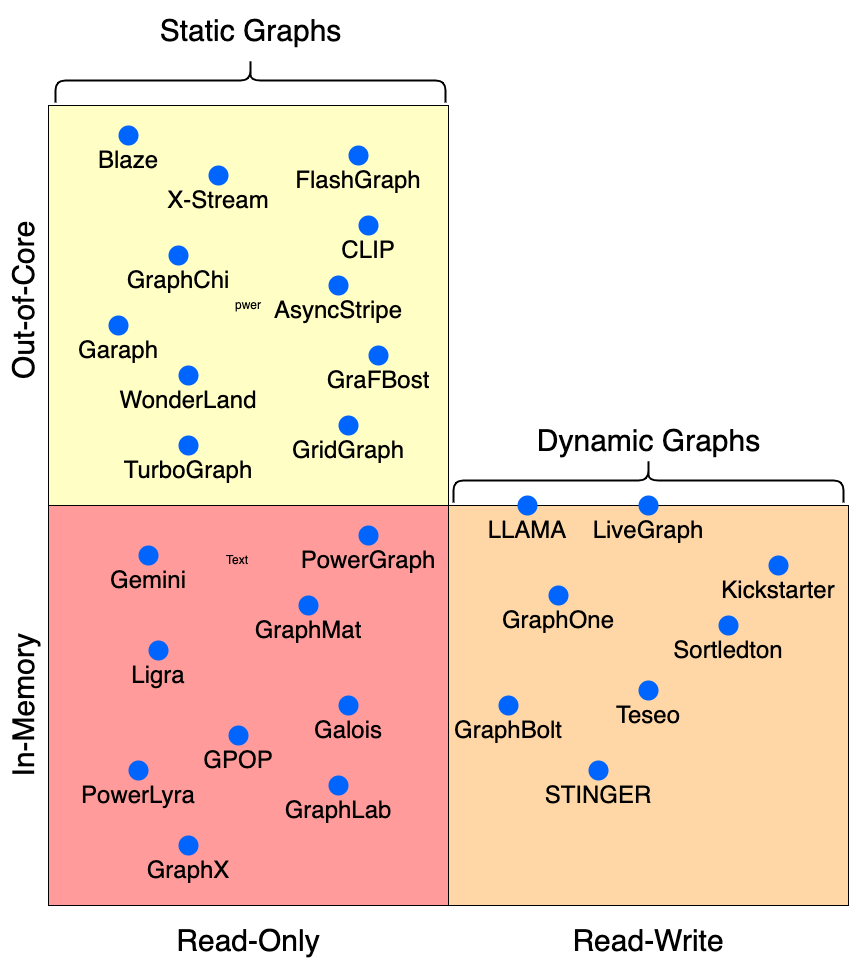 Static Graphs
Blaze
FlashGraph
X-Stream
CLIP
GraphChi
pwer
AsyncStripe
Garaph
GraFBost
WonderLand
GridGraph
TurboGraph
Out-of-Core
Dynamic Graphs
LLAMA
LiveGraph
PowerGraph
Text
Gemini
Kickstarter
GraphOne
GraphMat
Sortledton
Ligra
Teseo
Galois
GraphBolt
GPOP
PowerLyra
STINGER
GraphLab
GraphX
In-Memory
Read-Only
Read-Write